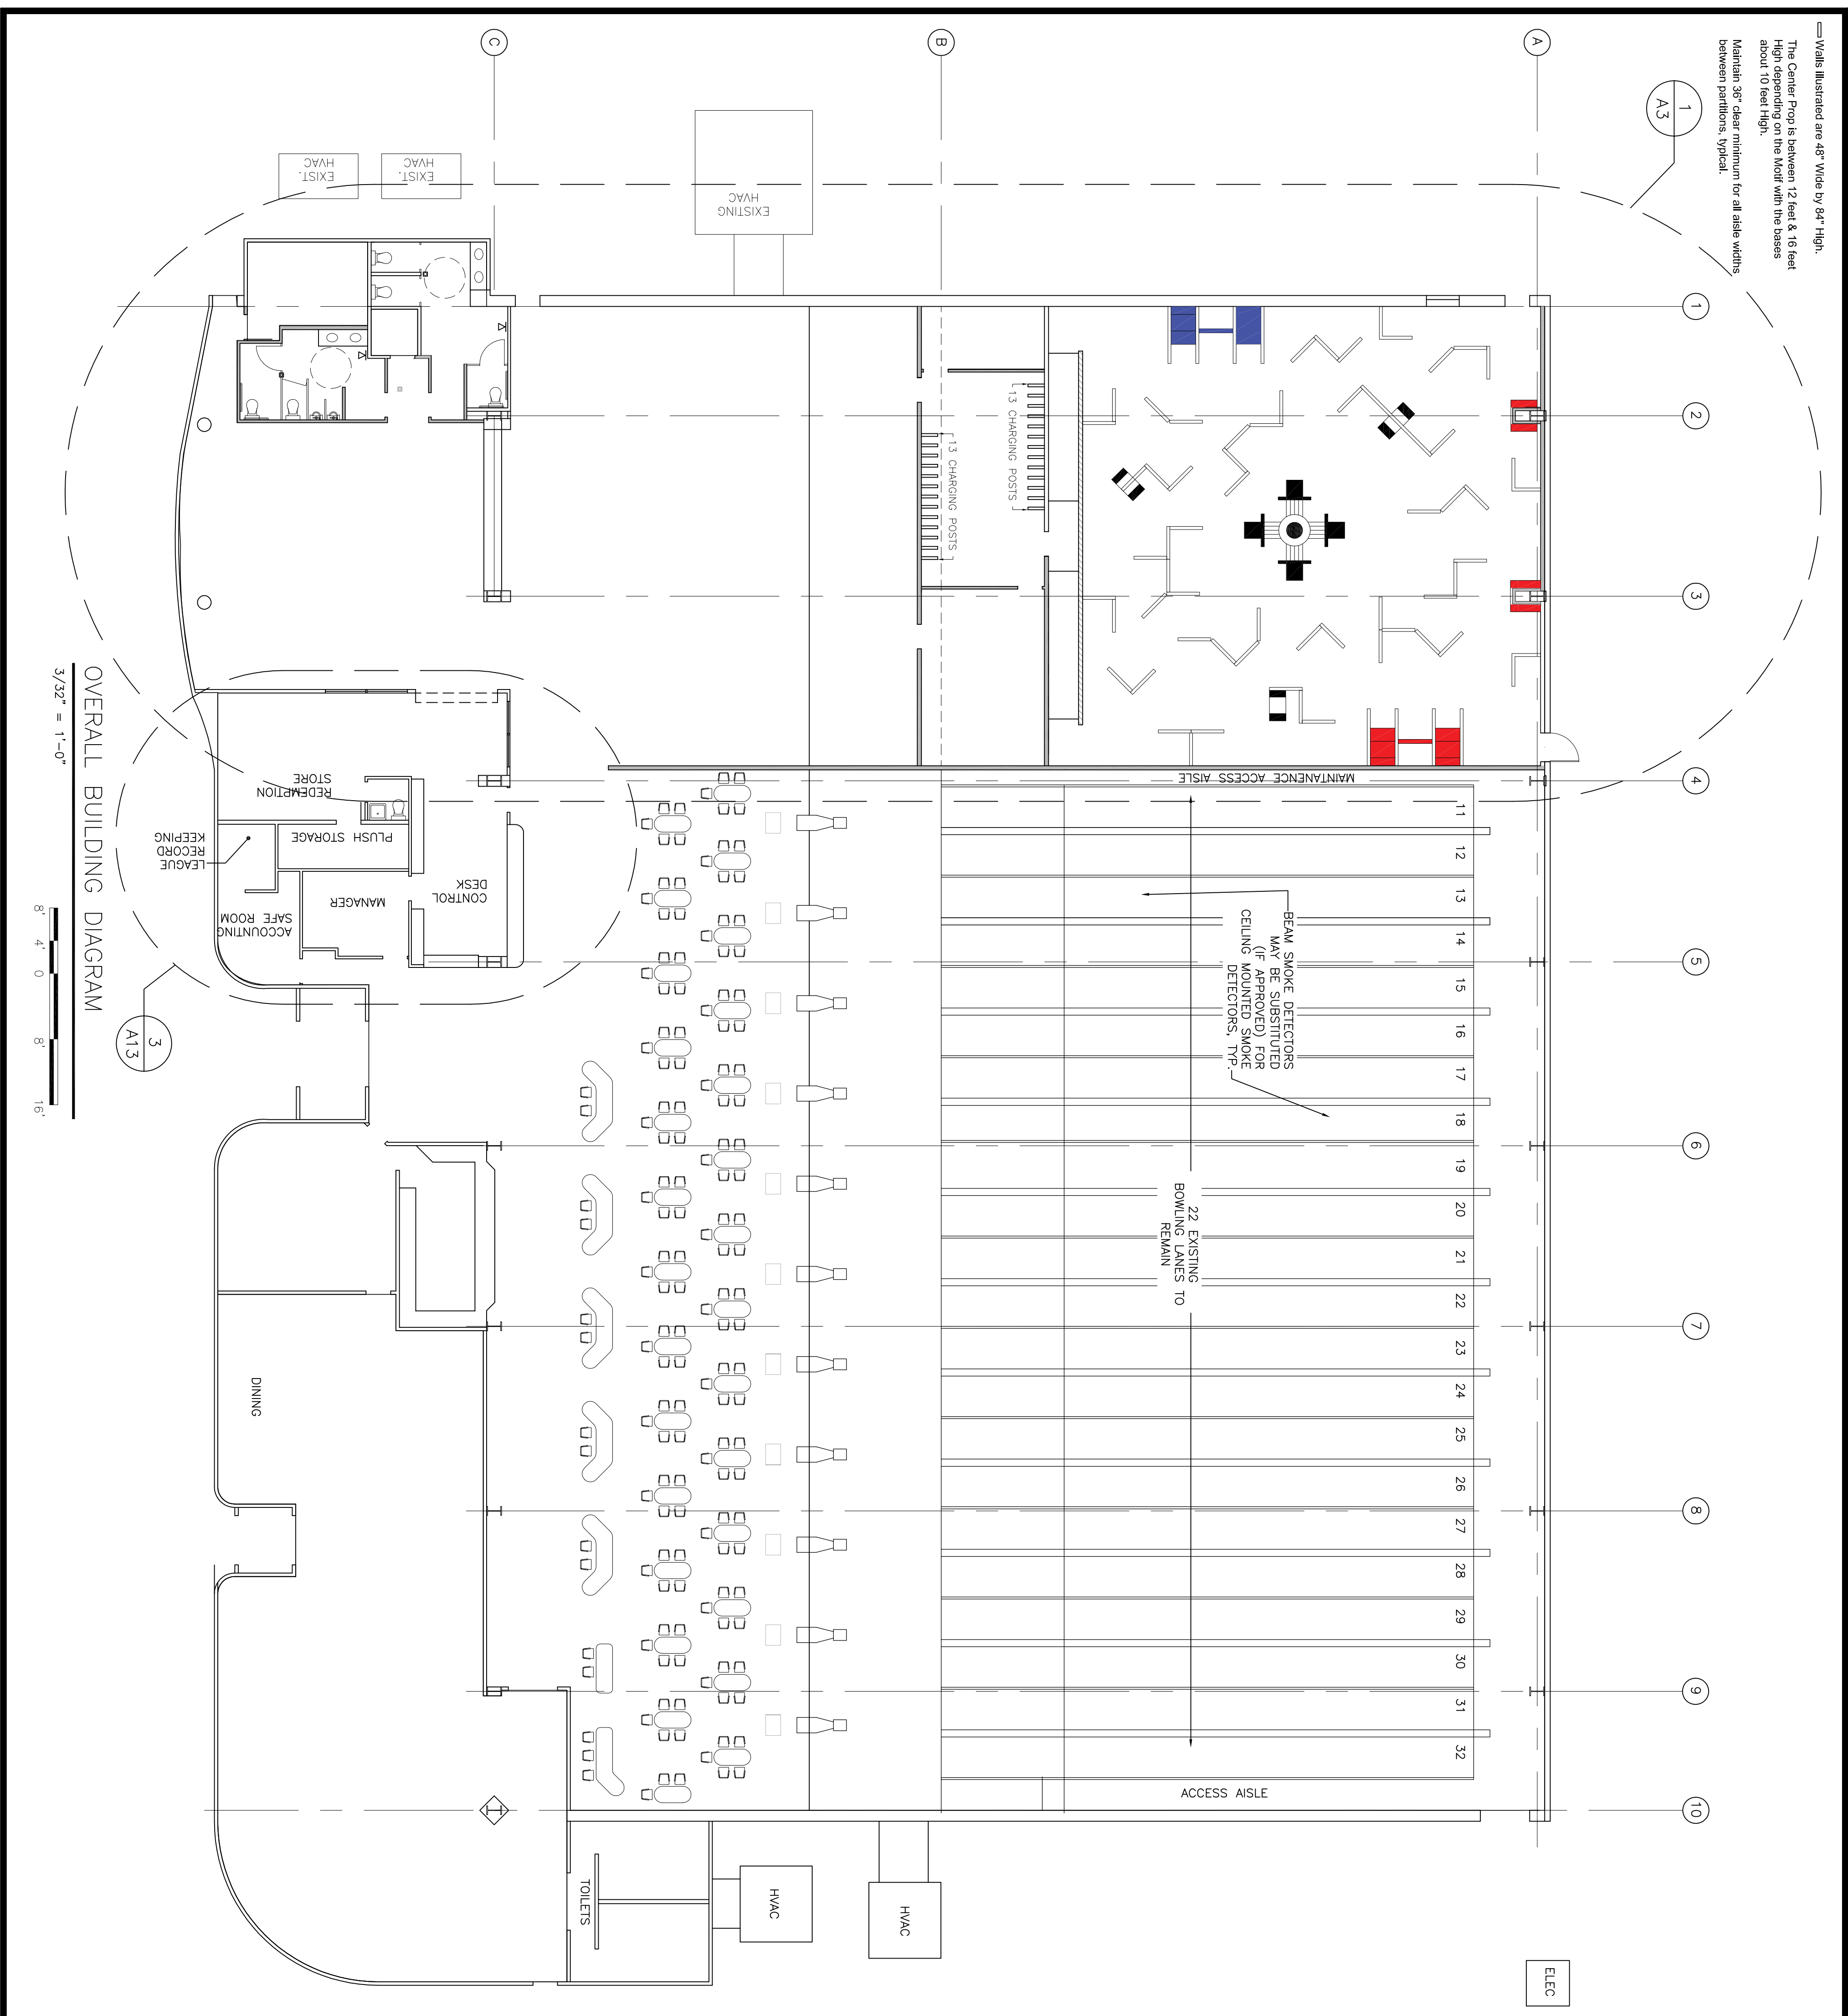 Walls illustrated are 48" Wide by 84" High.
The Center Prop is between 12 feet & 16 feet
High depending on the Motif with the bases
about 10 feet High.
Maintain 36" clear minimum for all aisle widths
between partitions, typical.
1
A3
A
B
C
1
2
3
4
5
6
7
8
9
10
EXISTING
HVAC
EXIST.
HVAC
EXIST.
HVAC
13 CHARGING POSTS
13 CHARGING POSTS
MAINTANENCE ACCESS AISLE
11
12
13
14
15
16
17
18
19
20
21
22
23
24
25
26
27
28
29
30
31
32
BEAM SMOKE DETECTORS
MAY BE SUBSTITUTED
(IF APPROVED) FOR
CEILING MOUNTED SMOKE
DETECTORS, TYP.
22 EXISTING
BOWLING LANES TO
REMAIN
ACCESS AISLE
REDEMPTION
STORE
PLUSH STORAGE
LEAGUE
RECORD
KEEPING
CONTROL
DESK
MANAGER
ACCOUNTING
SAFE ROOM
3
A13
DINING
TOILETS
HVAC
HVAC
ELEC
OVERALL BUILDING DIAGRAM
3/32" = 1'-0"
8' 4' 0 8' 16'